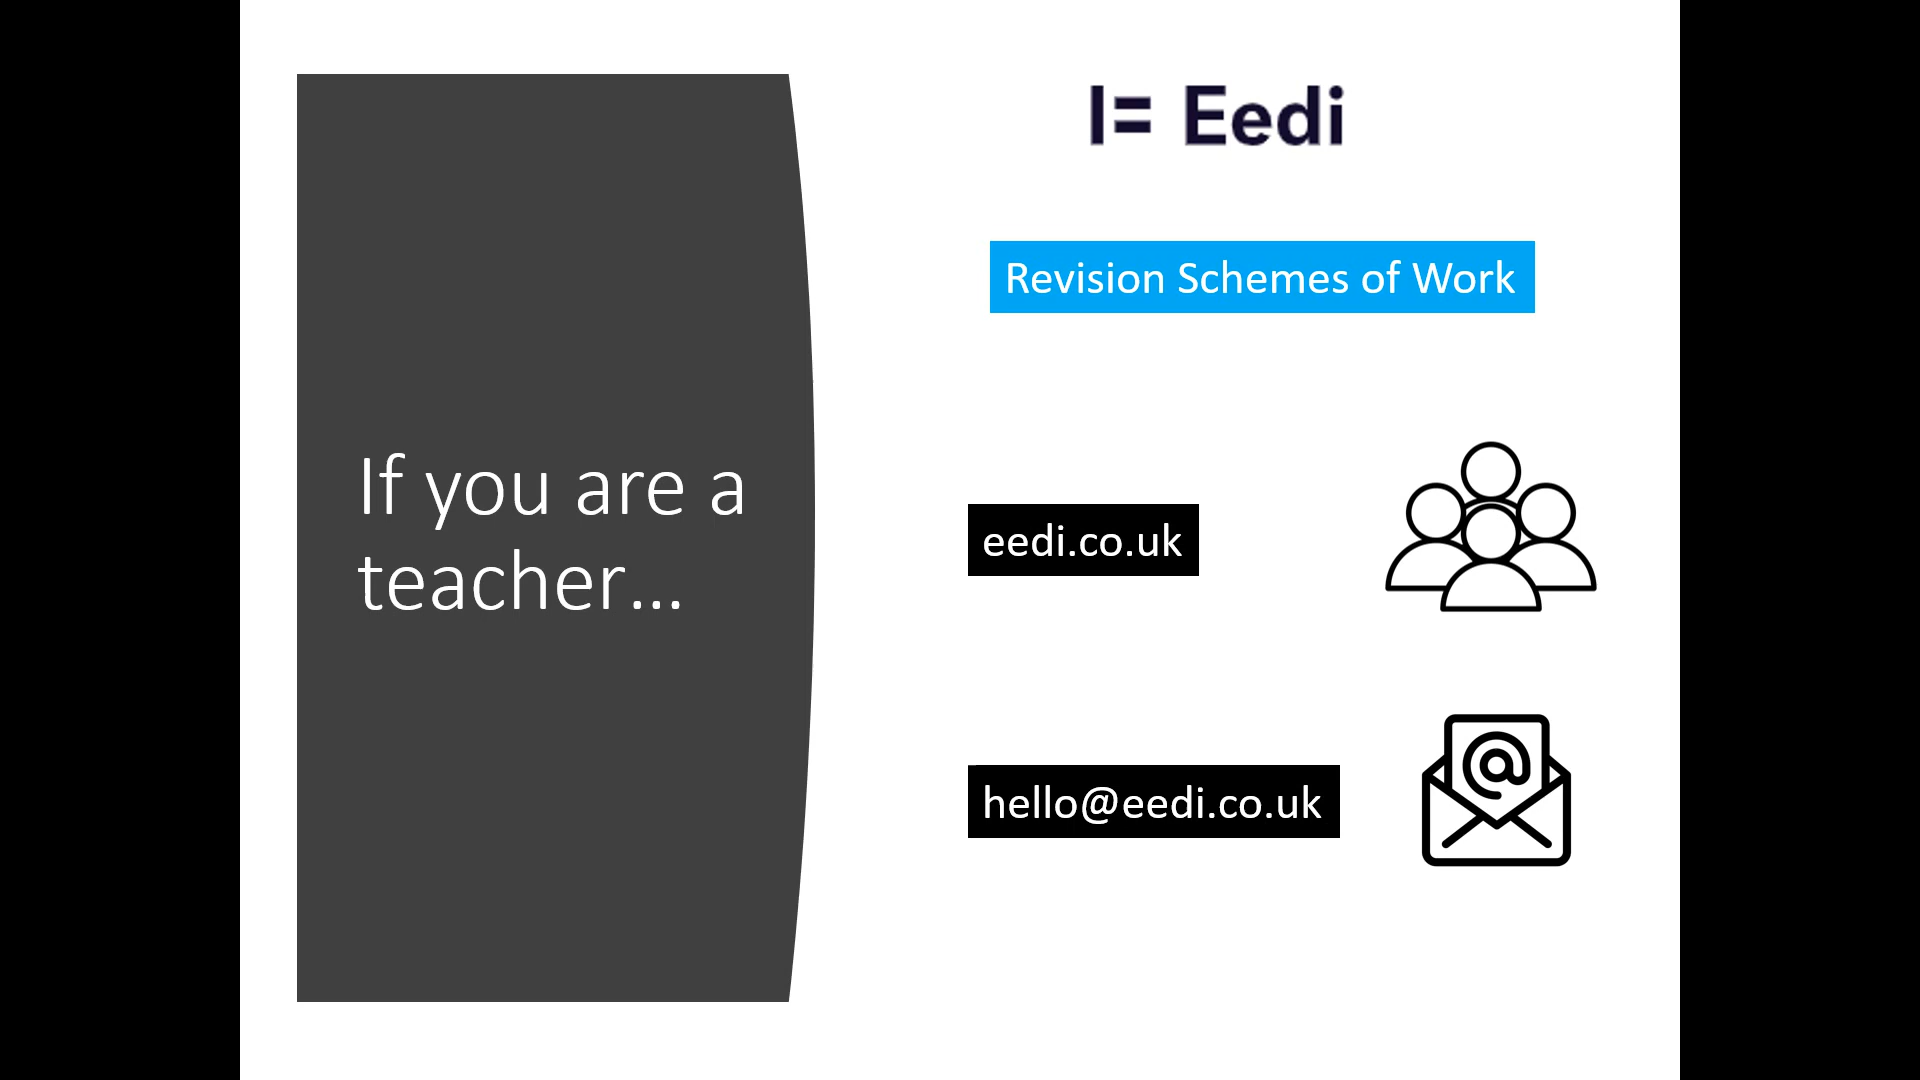 If you are a
teacher...
I= Eedi
Revision Schemes of Work
eedi.co.uk
hello@eedi.co.uk